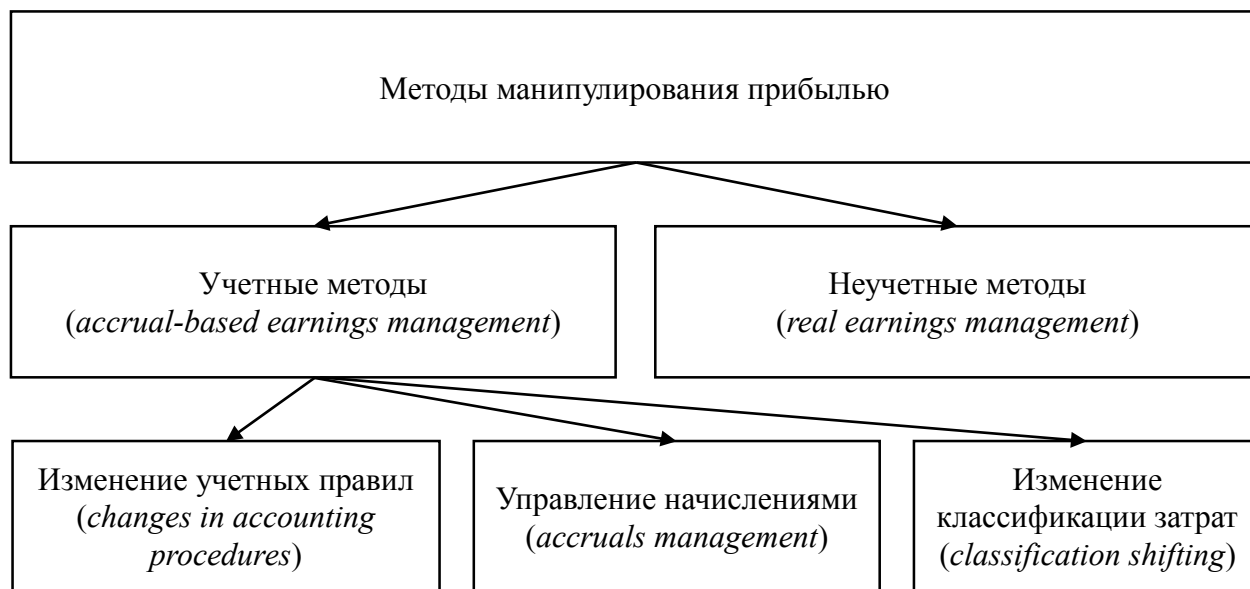 Методы манипулирования прибылью
Учетные методы
(accrual-based earnings management)
Неучетные методы
(real earnings management)
Изменение учетных правил
(changes in accounting
procedures)
Управление начислениями
(accruals management)
Изменение
классификации затрат
(classification shifting)